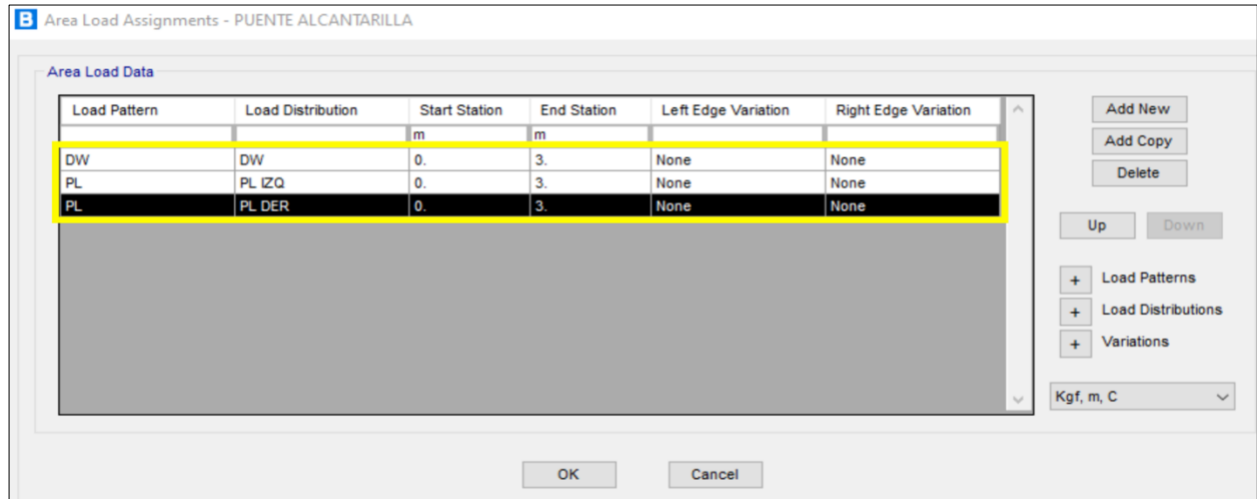 B Area Load Assignments - PUENTE ALCANTARILLA
Area Load Data
Load Pattern Load Distribution Start Station End Station Left Edge Variation Right Edge Variation
m m
DW DW 0. 3. None None
PL PL IZQ 0. 3. None None
PL PL DER 0. 3. None None
Add New
Add Copy
Delete
Up Down
+ Load Patterns
+ Load Distributions
+ Variations
Kgf, m, C
OK Cancel